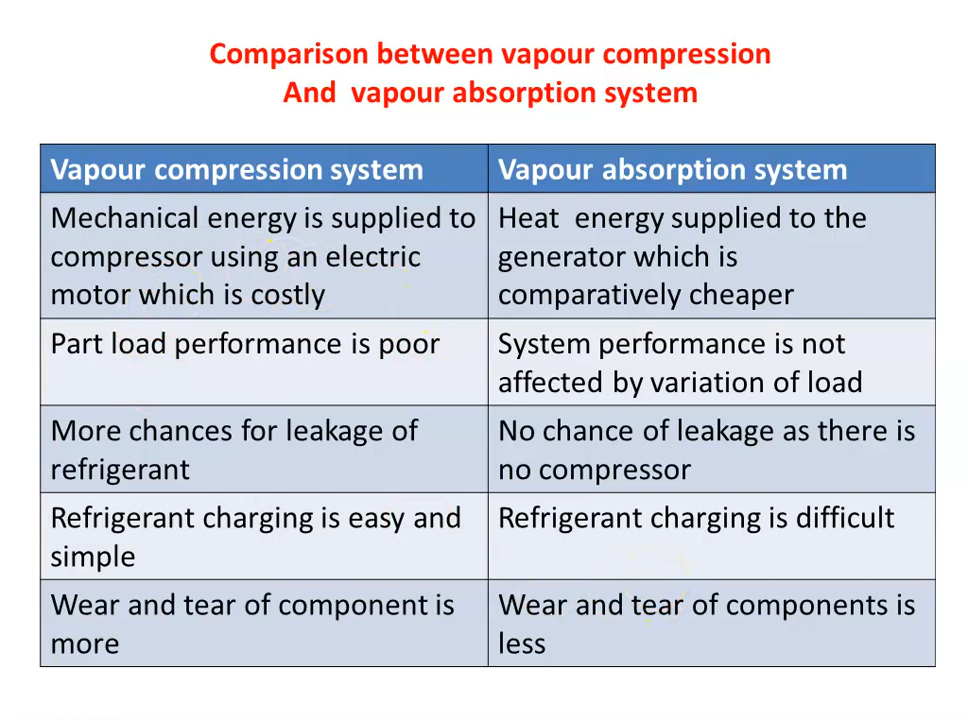 Comparison between vapour compression
And vapour absorption system
Vapour compression system
Vapour absorption system
Mechanical energy is supplied to
compressor using an electric
motor which is costly
Heat energy supplied to the
generator which is
comparatively cheaper
Part load performance is poor
System performance is not
affected by variation of load
More chances for leakage of
refrigerant
No chance of leakage as there is
no compressor
Refrigerant charging is easy and
simple
Refrigerant charging is difficult
Wear and tear of component is
more
Wear and tear of components is
less